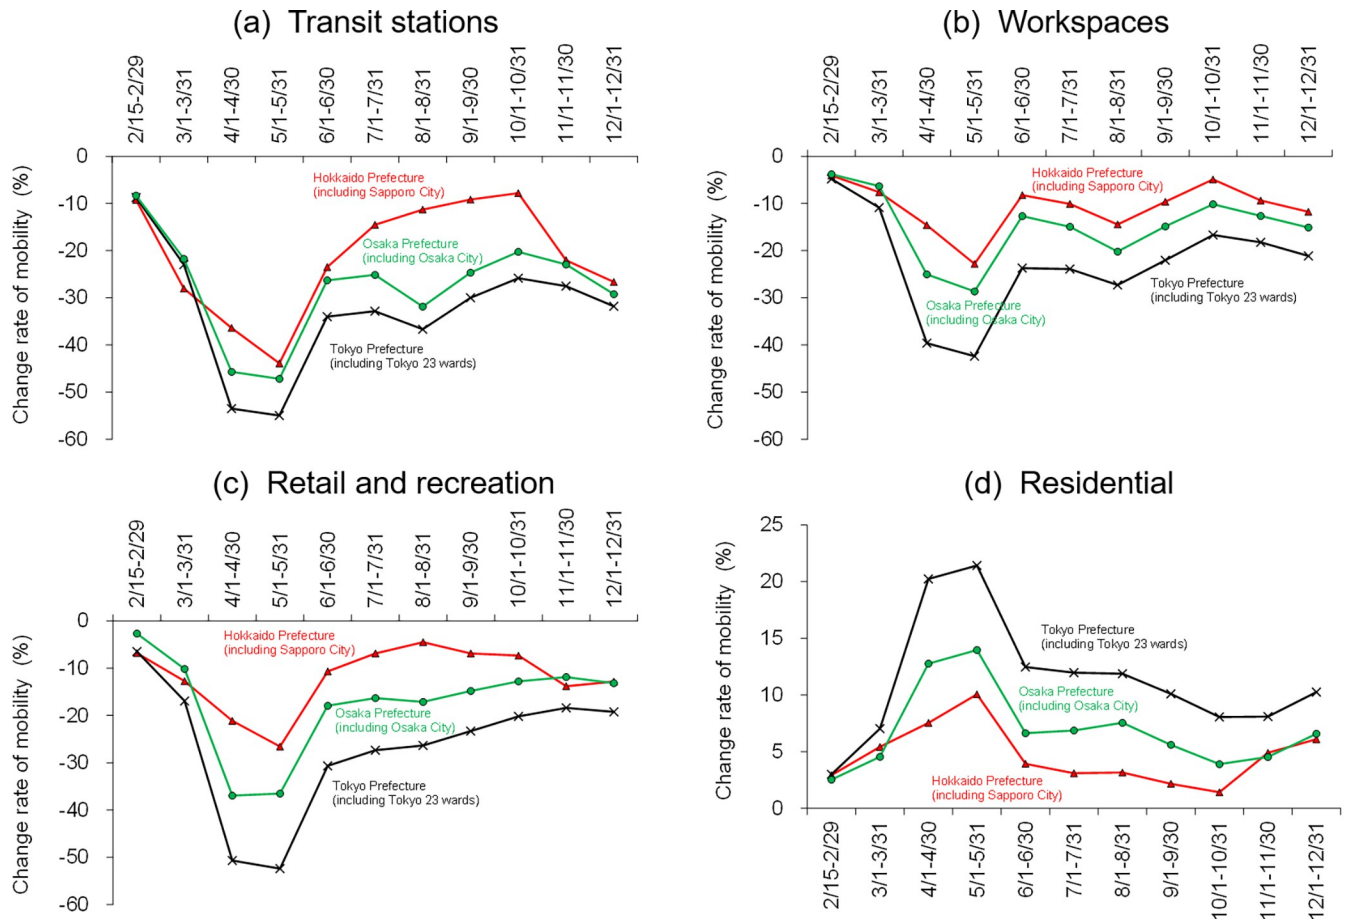 (a) Transit stations
2/15-2/29
3/1-3/31
4/1-4/30
5/1-5/31
6/1-6/30
7/1-7/31
8/1-8/31
9/1-9/30
10/1-10/31
11/1-11/30
12/1-12/31
Change rate of mobility (%)
0
-10
-20
-30
-40
-50
-60
Hokkaido Prefecture
(including Sapporo City)
Osaka Prefecture
(including Osaka City)
Tokyo Prefecture
(including Tokyo 23 wards)
(b) Workspaces
2/15-2/29
3/1-3/31
4/1-4/30
5/1-5/31
6/1-6/30
7/1-7/31
8/1-8/31
9/1-9/30
10/1-10/31
11/1-11/30
12/1-12/31
Change rate of mobility (%)
0
-10
-20
-30
-40
-50
-60
Hokkaido Prefecture
(including Sapporo City)
Tokyo Prefecture
(including Tokyo 23 wards)
Osaka Prefecture
(including Osaka City)
(c) Retail and recreation
2/15-2/29
3/1-3/31
4/1-4/30
5/1-5/31
6/1-6/30
7/1-7/31
8/1-8/31
9/1-9/30
10/1-10/31
11/1-11/30
12/1-12/31
Change rate of mobility (%)
0
-10
-20
-30
-40
-50
-60
Hokkaido Prefecture
(including Sapporo City)
Osaka Prefecture
(including Osaka City)
Tokyo Prefecture
(including Tokyo 23 wards)
(d) Residential
Change rate of mobility (%)
25
20
15
10
5
0
Tokyo Prefecture
(including Tokyo 23 wards)
Osaka Prefecture
(including Osaka City)
Hokkaido Prefecture
(including Sapporo City)
2/15-2/29
3/1-3/31
4/1-4/30
5/1-5/31
6/1-6/30
7/1-7/31
8/1-8/31
9/1-9/30
10/1-10/31
11/1-11/30
12/1-12/31